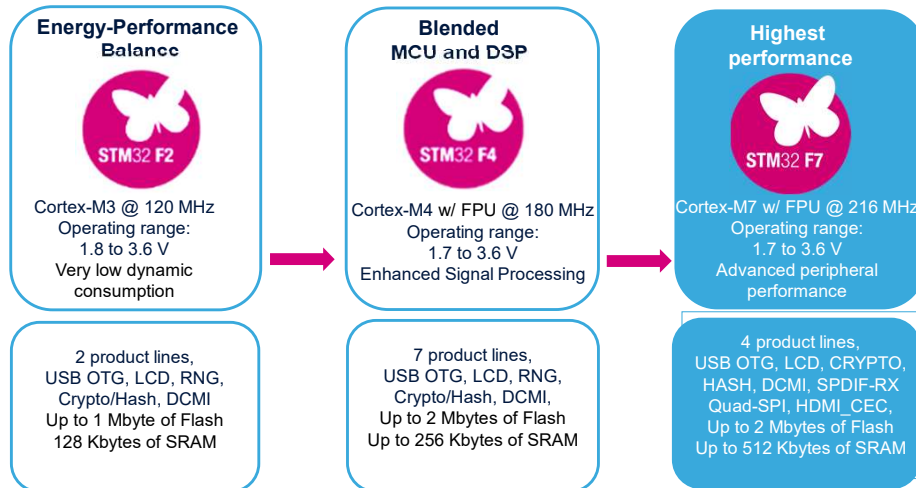 Energy-Performance
Balance
STM32 F2
Cortex-M3 @ 120 MHz
Operating range:
1.8 to 3.6 V
Very low dynamic
consumption
2 product lines,
USB OTG, LCD, RNG,
Crypto/Hash, DCMI
Up to 1 Mbyte of Flash
128 Kbytes of SRAM
Blended
MCU and DSP
STM32 F4
Cortex-M4 w/ FPU @ 180 MHz
Operating range:
1.7 to 3.6 V
Enhanced Signal Processing
7 product lines,
USB OTG, LCD, RNG,
Crypto/Hash, DCMI,
Up to 2 Mbytes of Flash
Up to 256 Kbytes of SRAM
Highest
performance
STM32 F7
Cortex-M7 w/ FPU @ 216 MHz
Operating range:
1.7 to 3.6 V
Advanced peripheral
performance
4 product lines,
USB OTG, LCD, CRYPTO,
HASH, DCMI, SPDIF-RX
Quad-SPI, HDMI_CEC,
Up to 2 Mbytes of Flash
Up to 512 Kbytes of SRAM